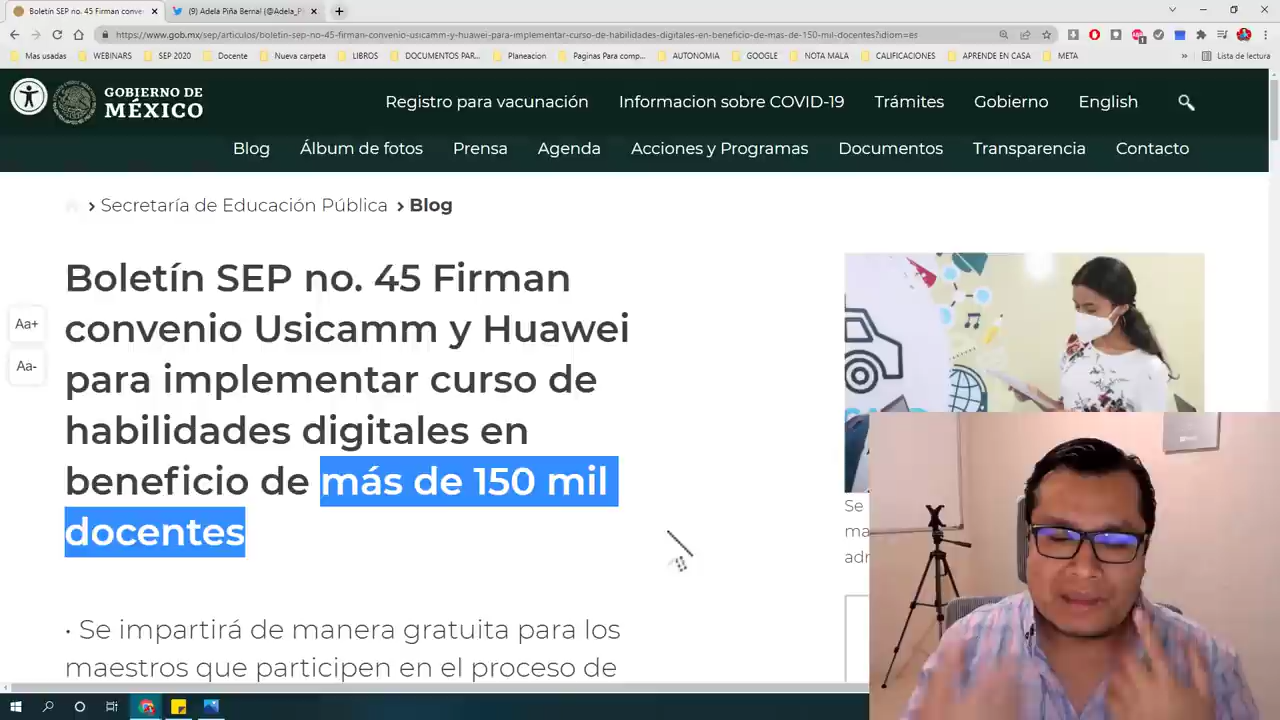 Boletín SEP no. 45 Firman conve
(9) Adela Piña Bernal (@Adela_Pi
https://www.gob.mx/sep/articulos/boletin-sep-no-45-firman-convenio-usicamm-y-huawei-para-implementar-curso-de-habilidades-digitales-en-beneficio-de-mas-de-150-mil-docentes?idiom=es
Mas usadas
WEBINARS
SEP 2020
Docente
Nueva carpeta
LIBROS
DOCUMENTOS PAR...
Planeacion
Paginas Para comp...
AUTONOMIA
GOOGLE
NOTA MALA
CALIFICACIONES
APRENDE EN CASA
META
»
Lista de lectura
GOBIERNO DE
MÉXICO
Registro para vacunación
Informacion sobre COVID-19
Trámites
Gobierno
English
Blog
Álbum de fotos
Prensa
Agenda
Acciones y Programas
Documentos
Transparencia
Contacto
> Secretaría de Educación Pública > Blog
Boletín SEP no. 45 Firman
convenio Usicamm y Huawei
para implementar curso de
habilidades digitales en
beneficio de más de 150 mil
docentes
Aa+
Aa-
Se
ma
adr
• Se impartirá de manera gratuita para los
maestros que participen en el proceso de